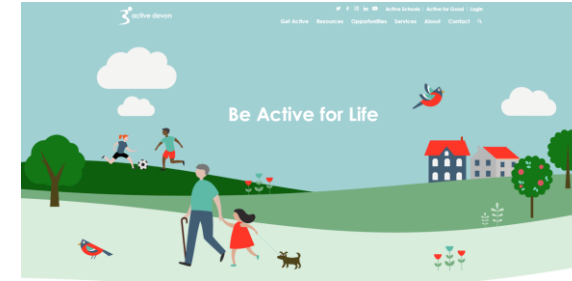 active devon
Active Schools | Active for Good | Login
Get Active Resources Opportunities Services About Contact
Be Active for Life